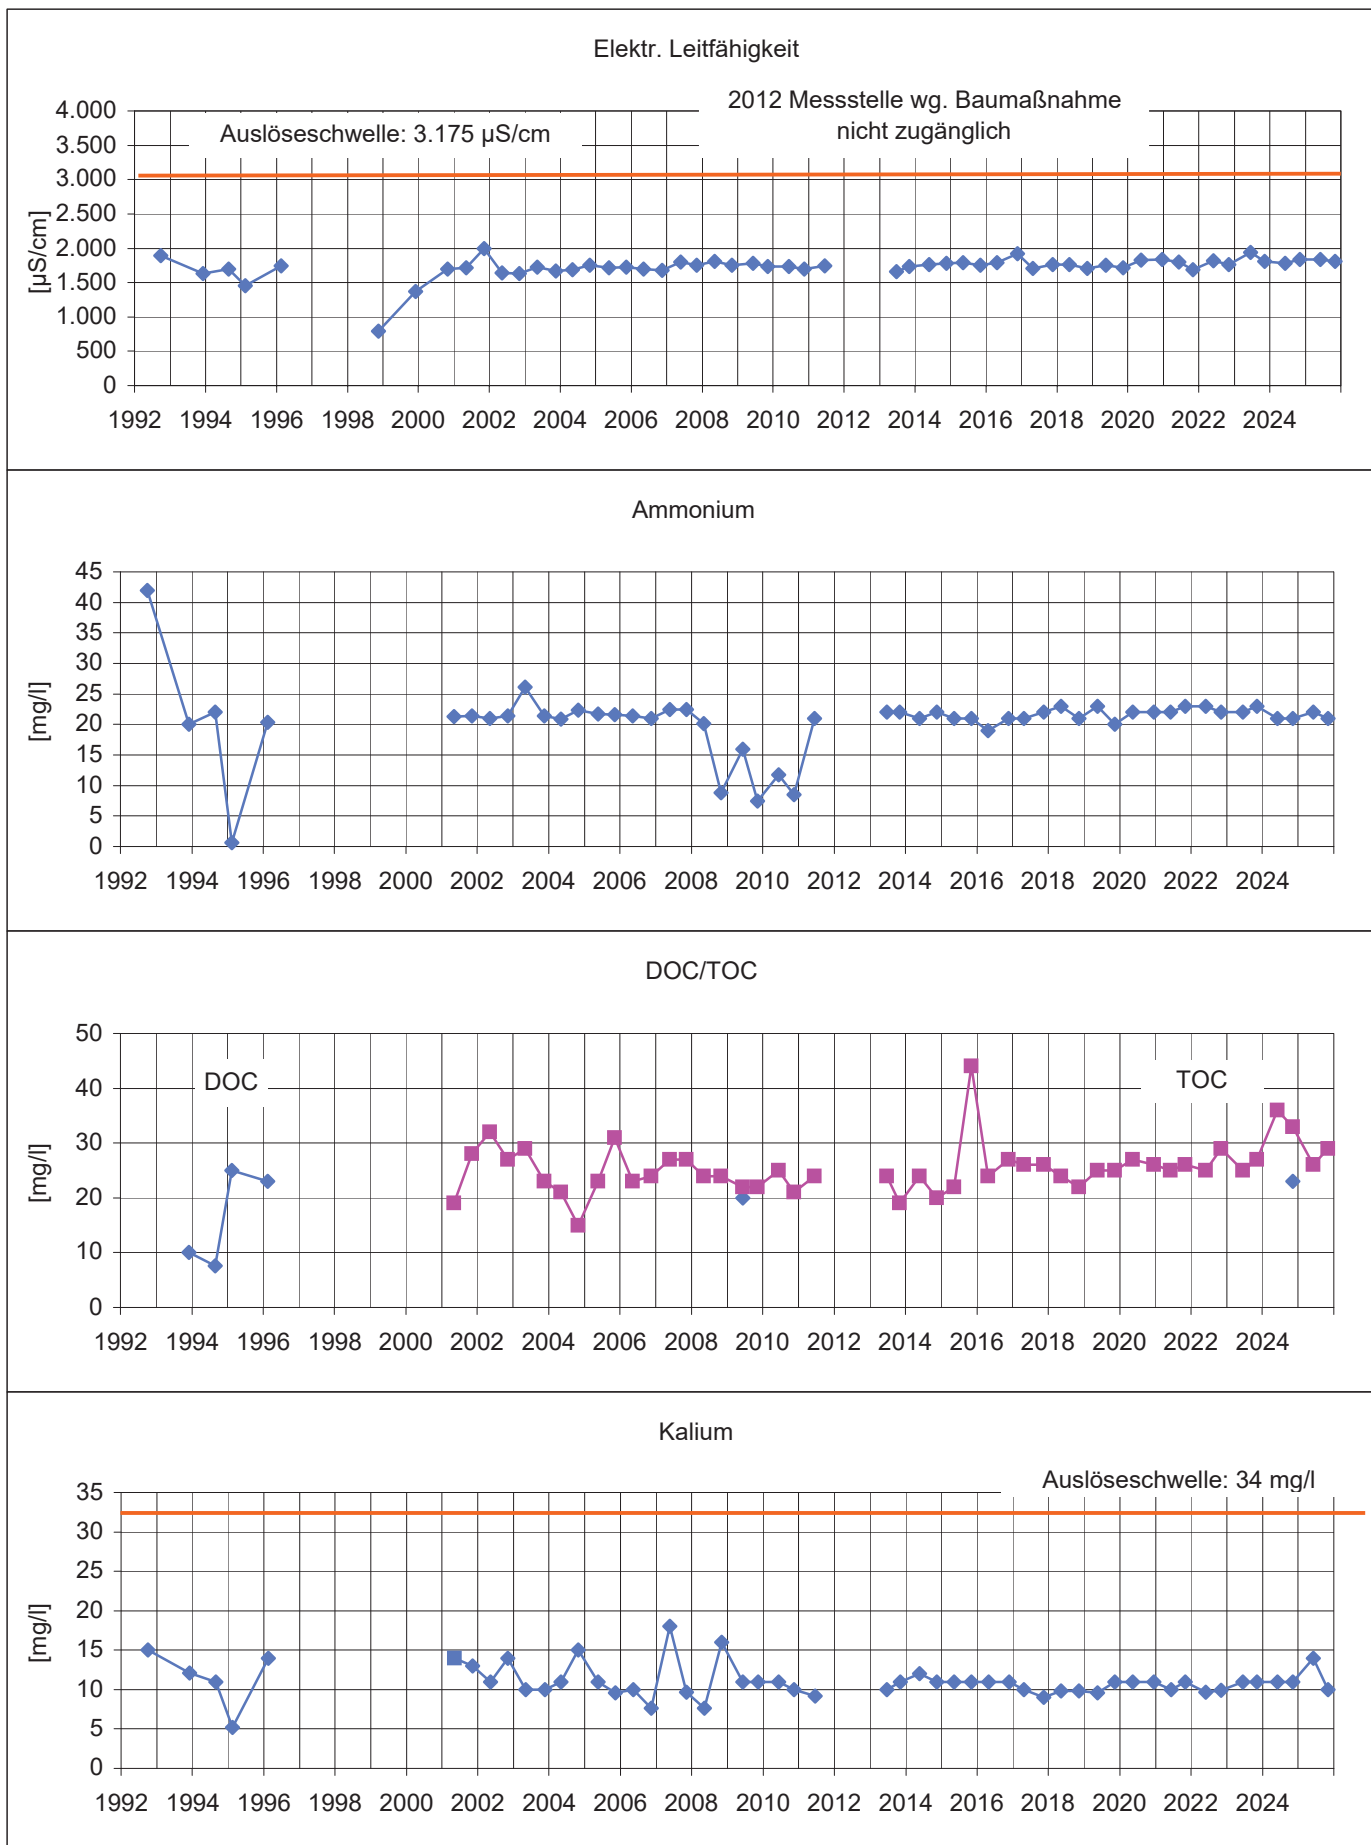 Elektr. Leitfähigkeit
2012 Messstelle wg. Baumaßnahme
nicht zugänglich
Auslöseschwelle: 3.175 µS/cm
[µS/cm]
4.000
3.500
3.000
2.500
2.000
1.500
1.000
500
0
1992 1994 1996 1998 2000 2002 2004 2006 2008 2010 2012 2014 2016 2018 2020 2022 2024
Ammonium
[mg/l]
45
40
35
30
25
20
15
10
5
0
1992 1994 1996 1998 2000 2002 2004 2006 2008 2010 2012 2014 2016 2018 2020 2022 2024
DOC/TOC
DOC
TOC
[mg/l]
50
40
30
20
10
0
1992 1994 1996 1998 2000 2002 2004 2006 2008 2010 2012 2014 2016 2018 2020 2022 2024
Kalium
Auslöseschwelle: 34 mg/l
[mg/l]
35
30
25
20
15
10
5
0
1992 1994 1996 1998 2000 2002 2004 2006 2008 2010 2012 2014 2016 2018 2020 2022 2024